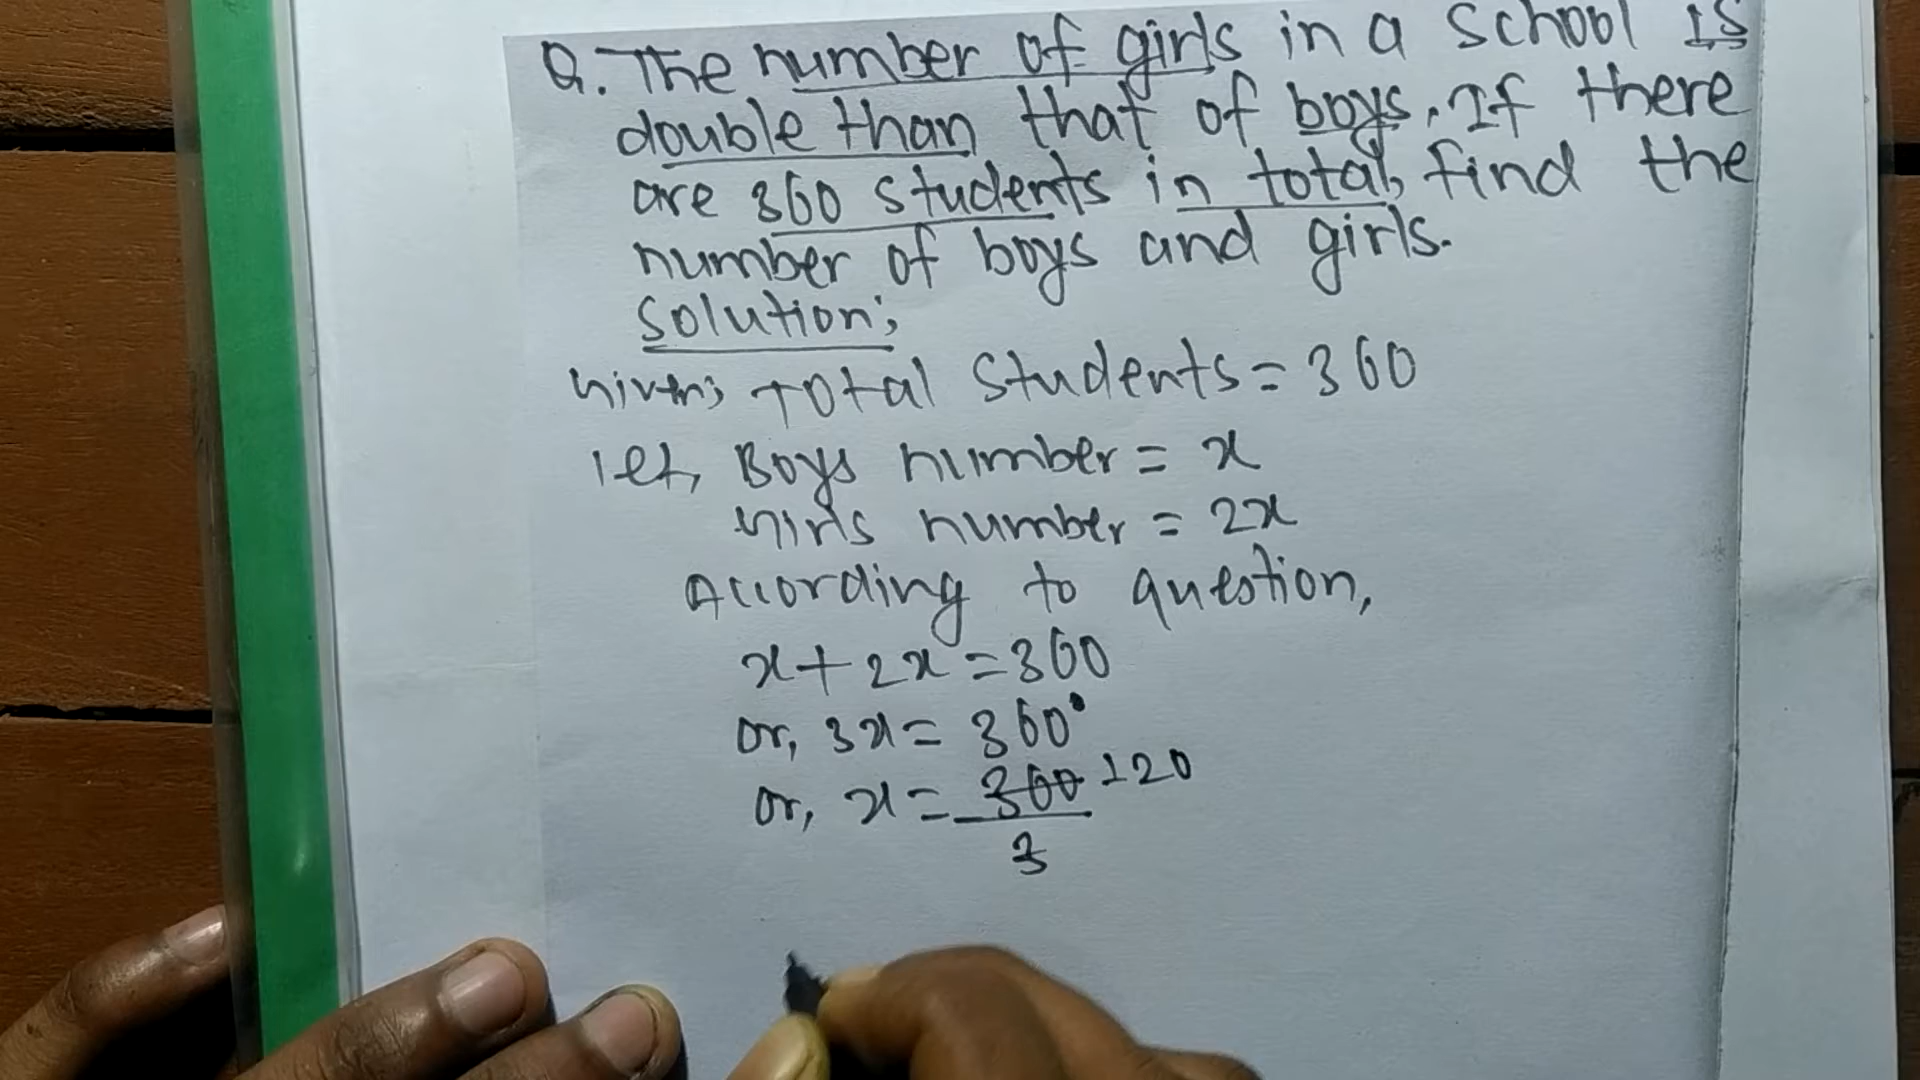 Q. The number of girls in a school is
double than that of boys. If there
are 360 students in total, find the
number of boys and girls.
Solution:
Given, Total students = 360
let, Boys number = x
Girls number = 2x
According to question,
x + 2x = 360
or, 3x = 360
or, x = 360 120
3